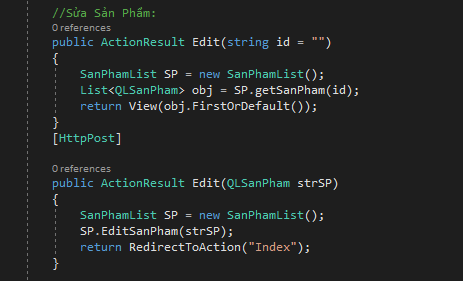 //Sửa Sản Phẩm:
0 references
public ActionResult Edit(string id = "")
{
SanPhamList SP = new SanPhamList();
List<QLSanPham> obj = SP.getSanPham(id);
return View(obj.FirstOrDefault());
}
[HttpPost]
0 references
public ActionResult Edit(QLSanPham strSP)
{
SanPhamList SP = new SanPhamList();
SP.EditSanPham(strSP);
return RedirectToAction("Index");
}